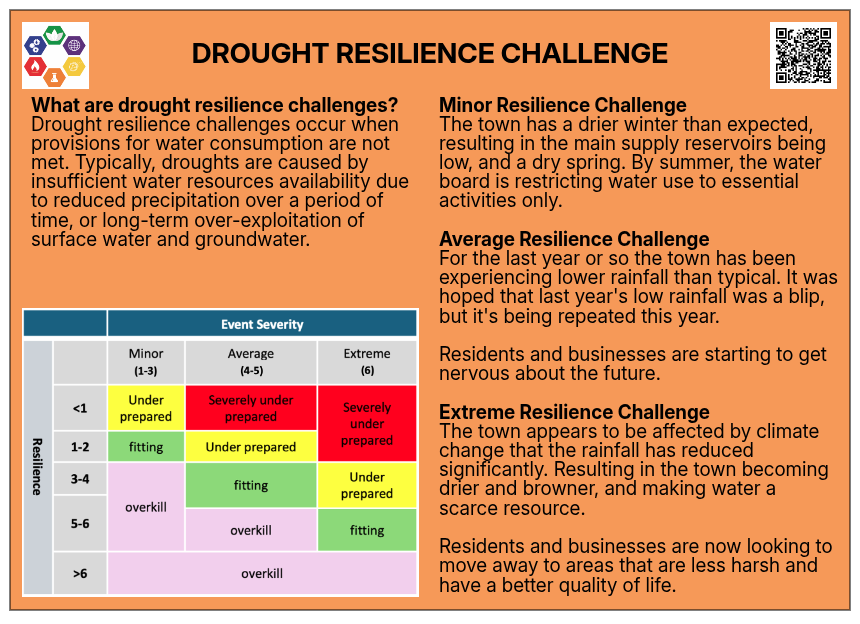 DROUGHT RESILIENCE CHALLENGE
What are drought resilience challenges?
Drought resilience challenges occur when
provisions for water consumption are not
met. Typically, droughts are caused by
insufficient water resources availability due
to reduced precipitation over a period of
time, or long-term over-exploitation of
surface water and groundwater.
Event Severity
Minor
(1-3)
Average
(4-5)
Extreme
(6)
Resilience
<1
Under
prepared
Severely under
prepared
Severely
under
prepared
1-2
fitting
Under prepared
3-4
overkill
fitting
Under
prepared
5-6
overkill
fitting
>6
overkill
Minor Resilience Challenge
The town has a drier winter than expected,
resulting in the main supply reservoirs being
low, and a dry spring. By summer, the water
board is restricting water use to essential
activities only.
Average Resilience Challenge
For the last year or so the town has been
experiencing lower rainfall than typical. It was
hoped that last year's low rainfall was a blip,
but it's being repeated this year.
Residents and businesses are starting to get
nervous about the future.
Extreme Resilience Challenge
The town appears to be affected by climate
change that the rainfall has reduced
significantly. Resulting in the town becoming
drier and browner, and making water a
scarce resource.
Residents and businesses are now looking to
move away to areas that are less harsh and
have a better quality of life.